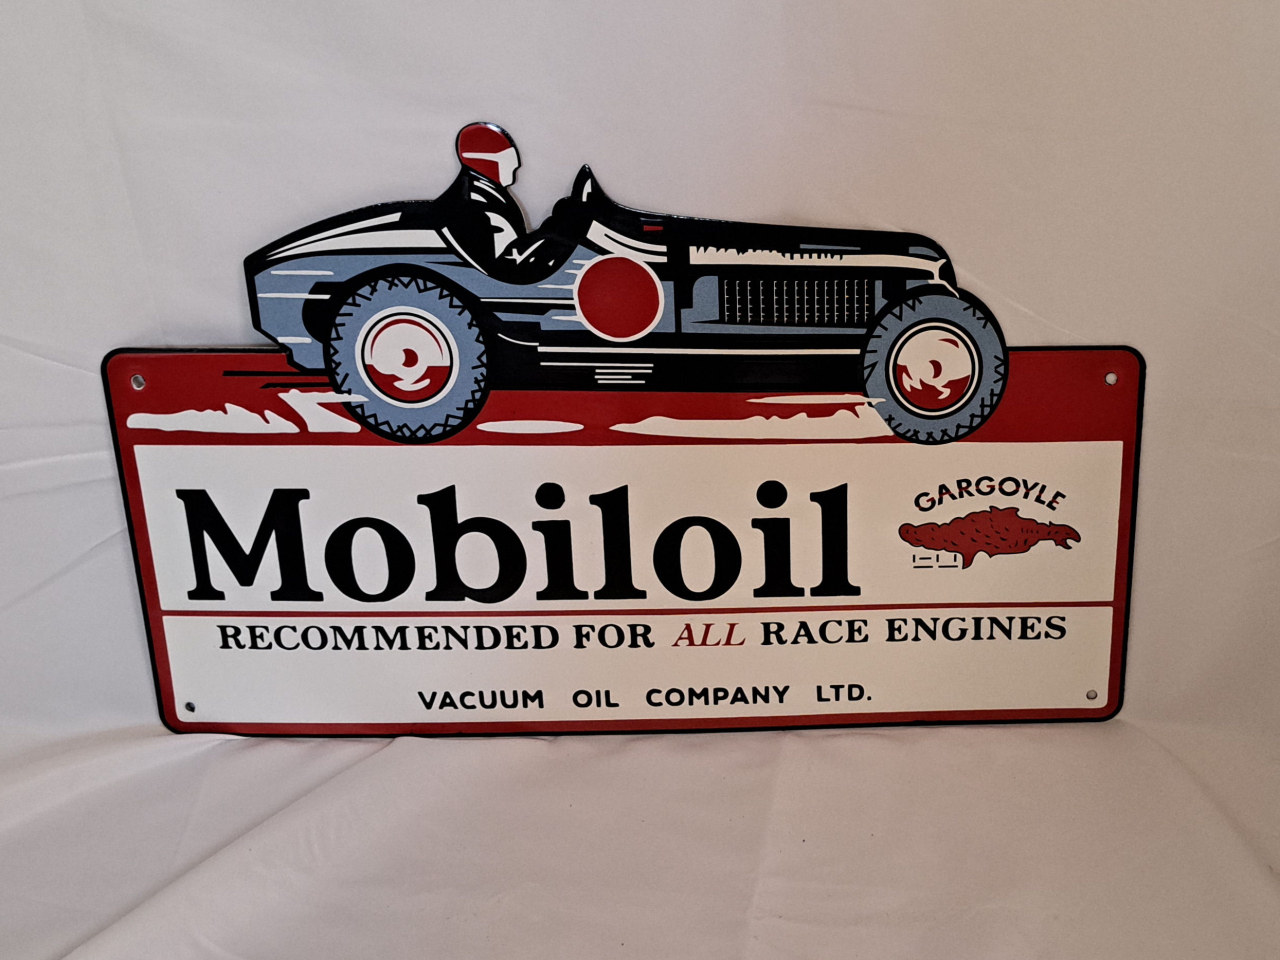 GARGOYLE
Mobiloil
RECOMMENDED FOR ALL RACE ENGINES
VACUUM OIL COMPANY LTD.